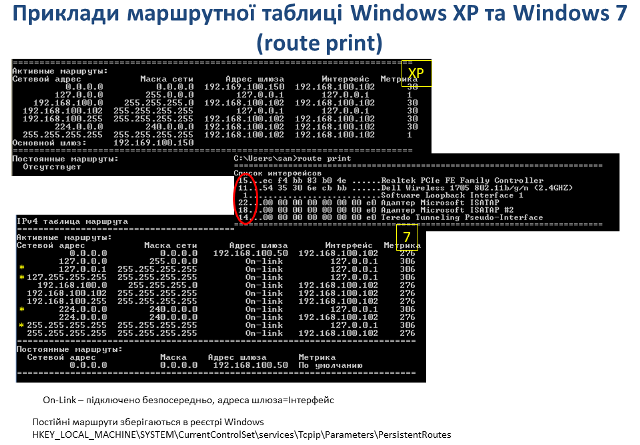 Приклади маршрутної таблиці Windows XP та Windows 7
(route print)
XP
Активные маршруты:
Сетевой адрес Маска сети Адрес шлюза Интерфейс Метрика
0.0.0.0 0.0.0.0 192.169.100.150 192.168.100.102 30
127.0.0.0 255.0.0.0 127.0.0.1 127.0.0.1 1
192.168.100.0 255.255.255.0 192.168.100.102 192.168.100.102 30
192.168.100.102 255.255.255.255 127.0.0.1 127.0.0.1 30
192.168.100.255 255.255.255.255 192.168.100.102 192.168.100.102 30
224.0.0.0 240.0.0.0 192.168.100.102 192.168.100.102 30
255.255.255.255 255.255.255.255 192.168.100.102 192.168.100.102 1
Основной шлюз: 192.169.100.150
Постоянные маршруты:
Отсутствует
C:\Users\san>route print
Список интерфейсов
15...ec f4 bb 83 b0 4e ......Realtek PCIe FE Family Controller
11...54 35 30 6e cb bb ......Dell Wireless 1705 802.11b/g/n (2.4GHZ)
1...........................Software Loopback Interface 1
22...00 00 00 00 00 00 00 e0 Адаптер Microsoft ISATAP
18...00 00 00 00 00 00 00 e0 Адаптер Microsoft ISATAP #2
14...00 00 00 00 00 00 00 e0 Teredo Tunneling Pseudo-Interface
IPv4 таблица маршрута
7
Активные маршруты:
Сетевой адрес Маска сети Адрес шлюза Интерфейс Метрика
0.0.0.0 0.0.0.0 192.168.100.50 192.168.100.102 276
127.0.0.0 255.0.0.0 On-link 127.0.0.1 306
* 127.0.0.1 255.255.255.255 On-link 127.0.0.1 306
* 127.255.255.255 255.255.255.255 On-link 127.0.0.1 306
192.168.100.0 255.255.255.0 On-link 192.168.100.102 276
192.168.100.102 255.255.255.255 On-link 192.168.100.102 276
192.168.100.255 255.255.255.255 On-link 192.168.100.102 276
* 224.0.0.0 240.0.0.0 On-link 127.0.0.1 306
224.0.0.0 240.0.0.0 On-link 192.168.100.102 276
* 255.255.255.255 255.255.255.255 On-link 127.0.0.1 306
255.255.255.255 255.255.255.255 On-link 192.168.100.102 276
Постоянные маршруты:
Сетевой адрес Маска Адрес шлюза Метрика
0.0.0.0 0.0.0.0 192.168.100.50 По умолчанию
On-Link – підключено безпосередньо, адреса шлюза=Інтерфейс
Постійні маршрути зберігаються в реєстрі Windows
HKEY_LOCAL_MACHINE\SYSTEM\CurrentControlSet\services\Tcpip\Parameters\PersistentRoutes